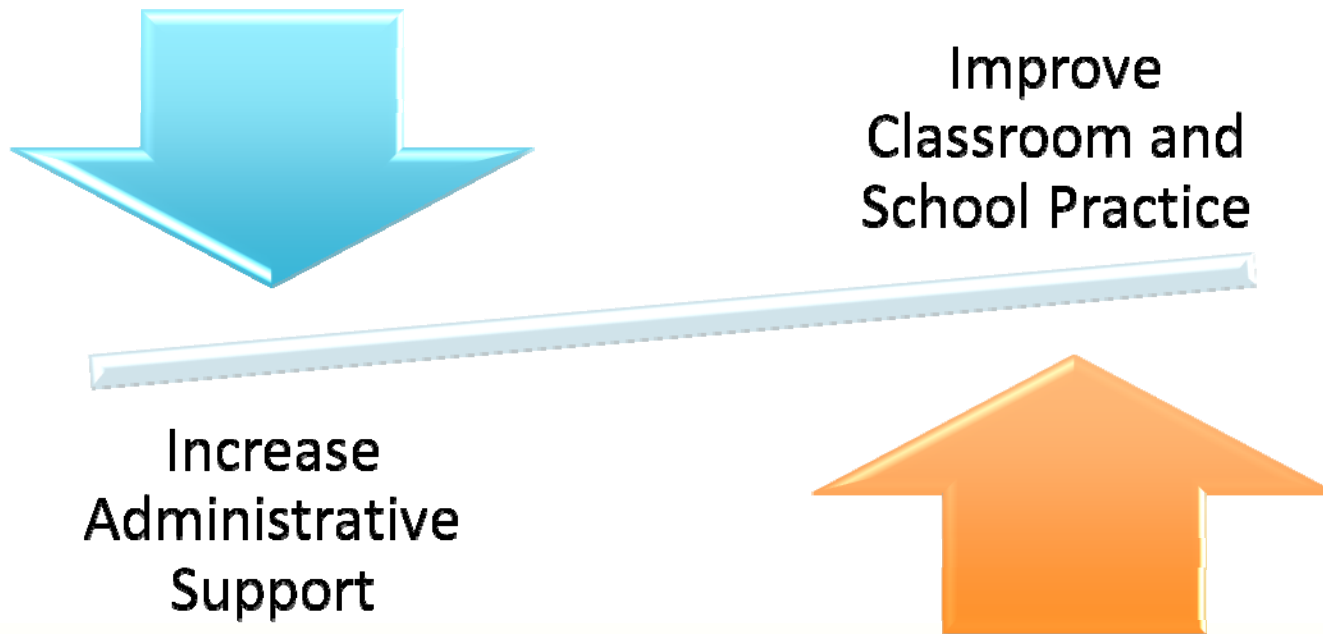 Improve
Classroom and
School Practice
Increase
Administrative
Support